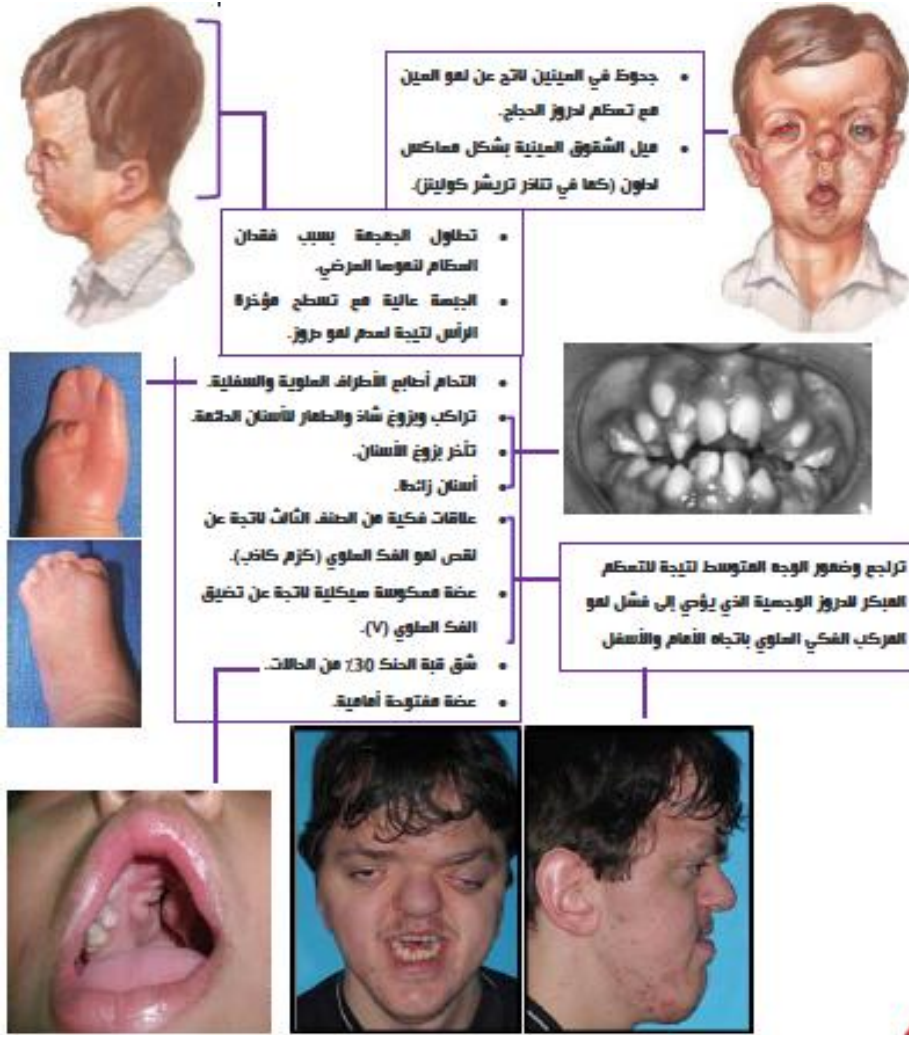 جحوظ في العينين ناتج عن نمو العين
مع تعظم لدروز الحجاج.
ميل الشقوق العينية بشكل معاكس
لداون (كما في تناذر تريشر كولينز).
تطاول الجمجمة بسبب فقدان
العظام لنموها العرضي.
الجبهة عالية مع تسطح مؤخرة
الرأس نتيجة لعدم نمو دروز.
التحام أصابع الأطراف العلوية والسفلية.
تراكب وبزوغ شاذ وانطمار للأسنان الدائمة.
تأخر بزوغ الأسنان.
أسنان زائدة.
علاقات فكية من الصنف الثالث ناتجة عن
نقص نمو الفك العلوي (كزم كاذب).
عضة معكوسة هيكلية ناتجة عن تضيق
الفك العلوي (V).
شق قبة الحنك 30٪ من الحالات.
عضة مفتوحة أمامية.
تراجع وضمور الوجه المتوسط نتيجة للتعظم
المبكر للدروز الوجهية الذي يؤدي إلى فشل نمو
المركب الفكي العلوي باتجاه الأمام والأسفل